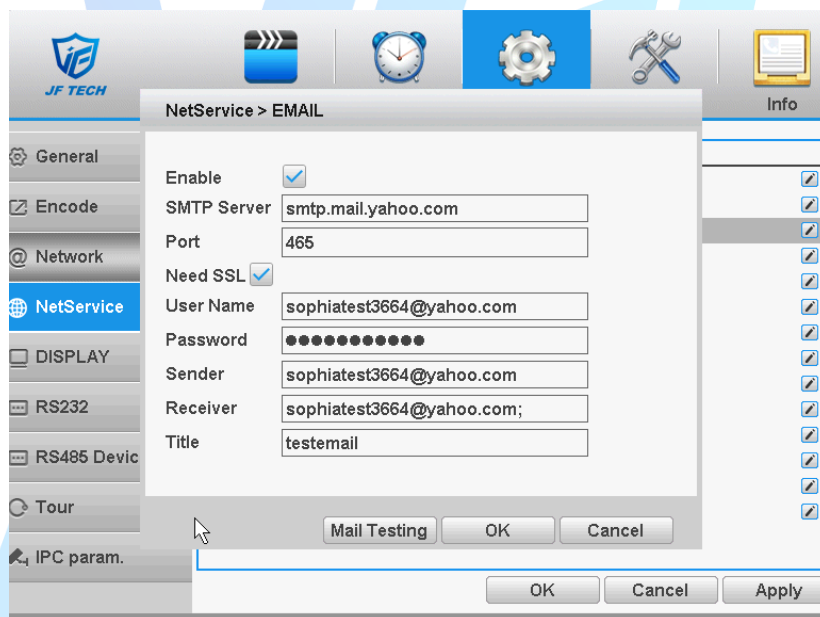 JF TECH
Info
NetService > EMAIL
General
Encode
Network
NetService
DISPLAY
RS232
RS485 Devic
Tour
IPC param.
Enable
SMTP Server smtp.mail.yahoo.com
Port 465
Need SSL
User Name sophiatest3664@yahoo.com
Password ●●●●●●●●●●●
Sender sophiatest3664@yahoo.com
Receiver sophiatest3664@yahoo.com;
Title testemail
Mail Testing OK Cancel
OK Cancel Apply